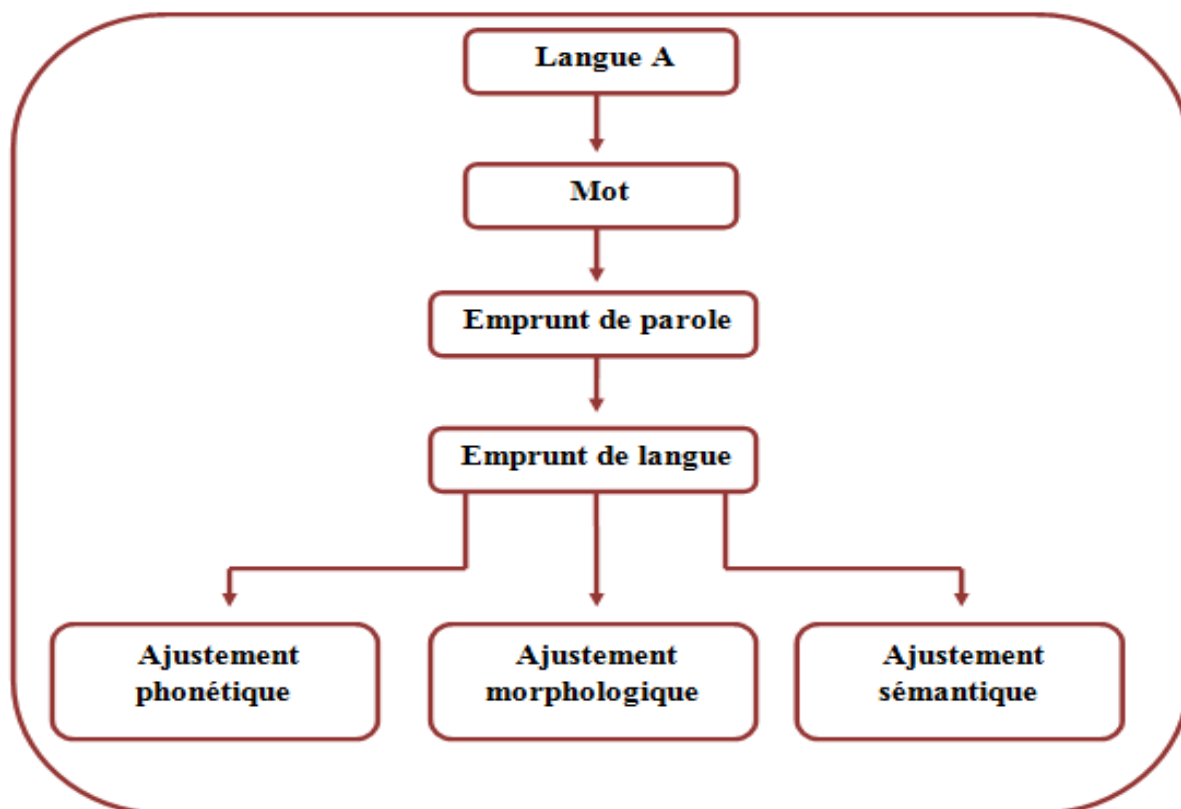 Langue A
Mot
Emprunt de parole
Emprunt de langue
Ajustement
phonétique
Ajustement
morphologique
Ajustement
sémantique